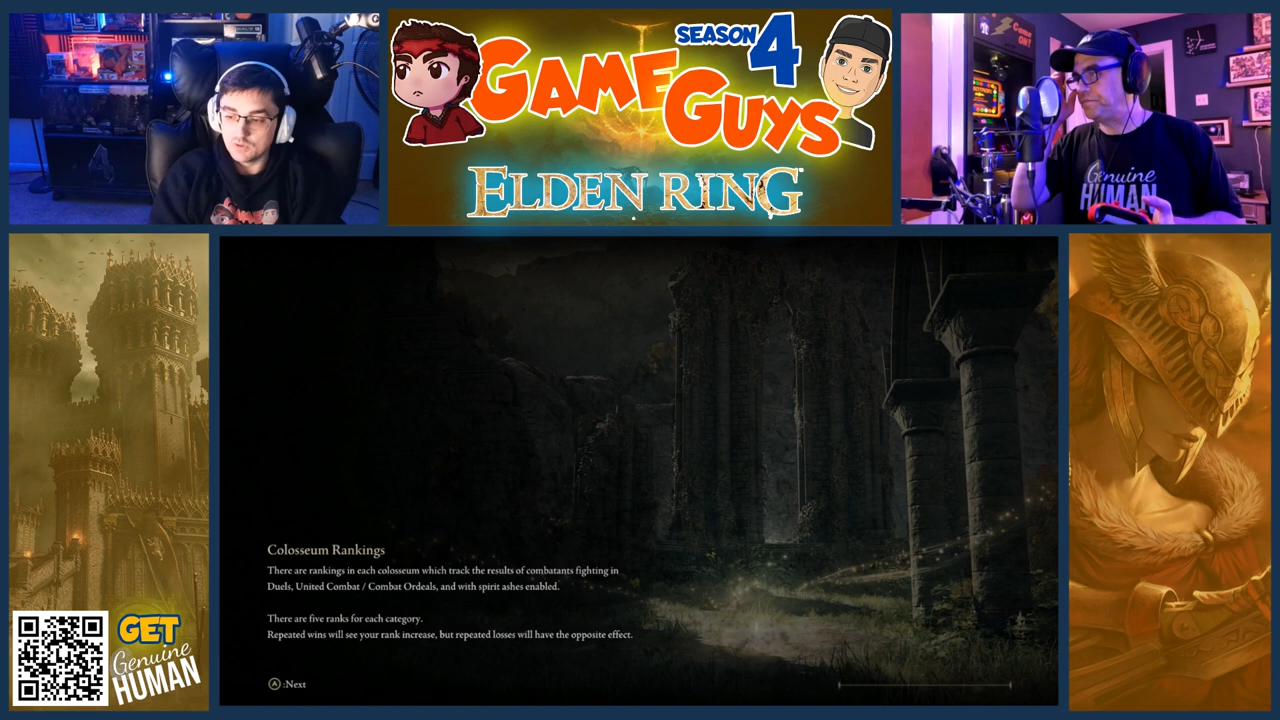 SEASON 4
GAME
GUYS
ELDEN RING
Genuine
HUMAN
Game
ON!
Colosseum Rankings
There are rankings in each colosseum which track the results of combatants fighting in
Duels, United Combat / Combat Ordeals, and with spirit ashes enabled.
There are five ranks for each category.
Repeated wins will see your rank increase, but repeated losses will have the opposite effect.
A :Next
GET
Genuine
HUMAN